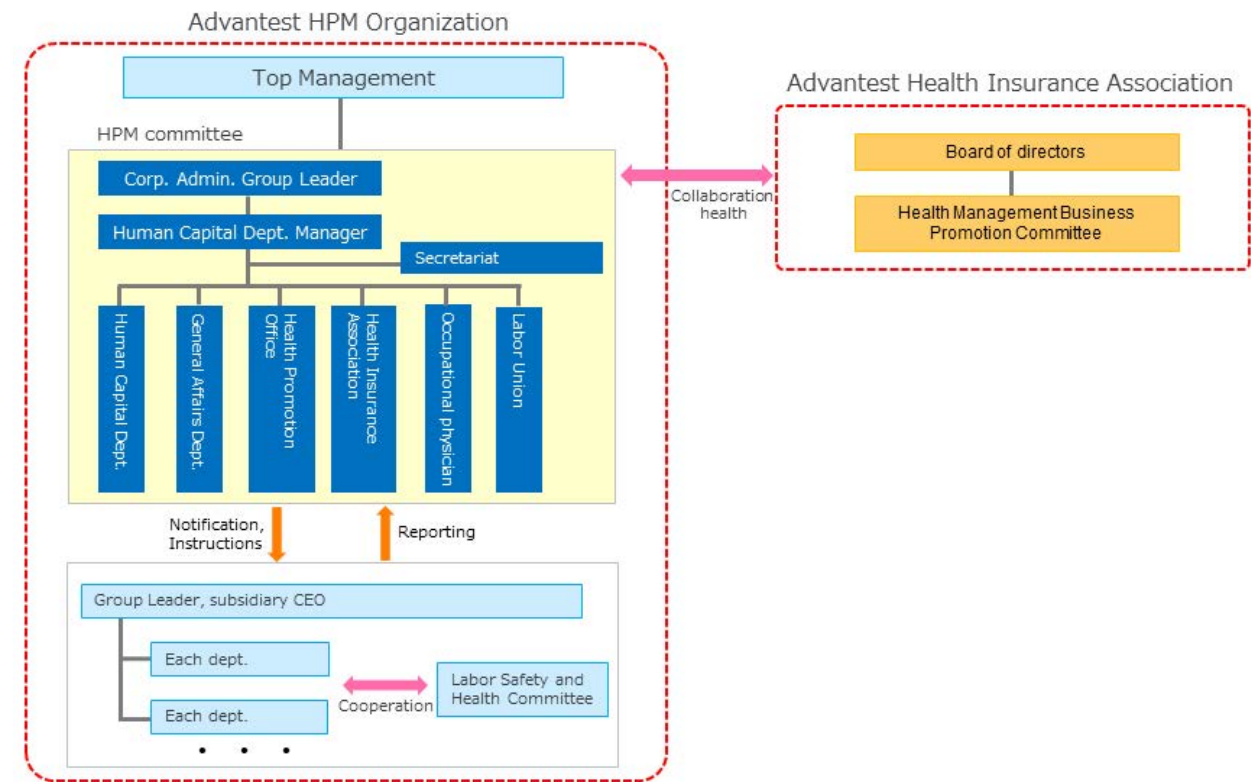 Advantest HPM Organization
Top Management
HPM committee
Corp. Admin. Group Leader
Human Capital Dept. Manager
Secretariat
Human Capital Dept.
General Affairs Dept.
Health Promotion
Office
Health Insurance
Association
Occupational physician
Labor Union
Notification,
Instructions
Reporting
Group Leader, subsidiary CEO
Each dept.
Each dept.
• • •
Cooperation
Labor Safety and
Health Committee
Collaboration
health
Advantest Health Insurance Association
Board of directors
Health Management Business
Promotion Committee